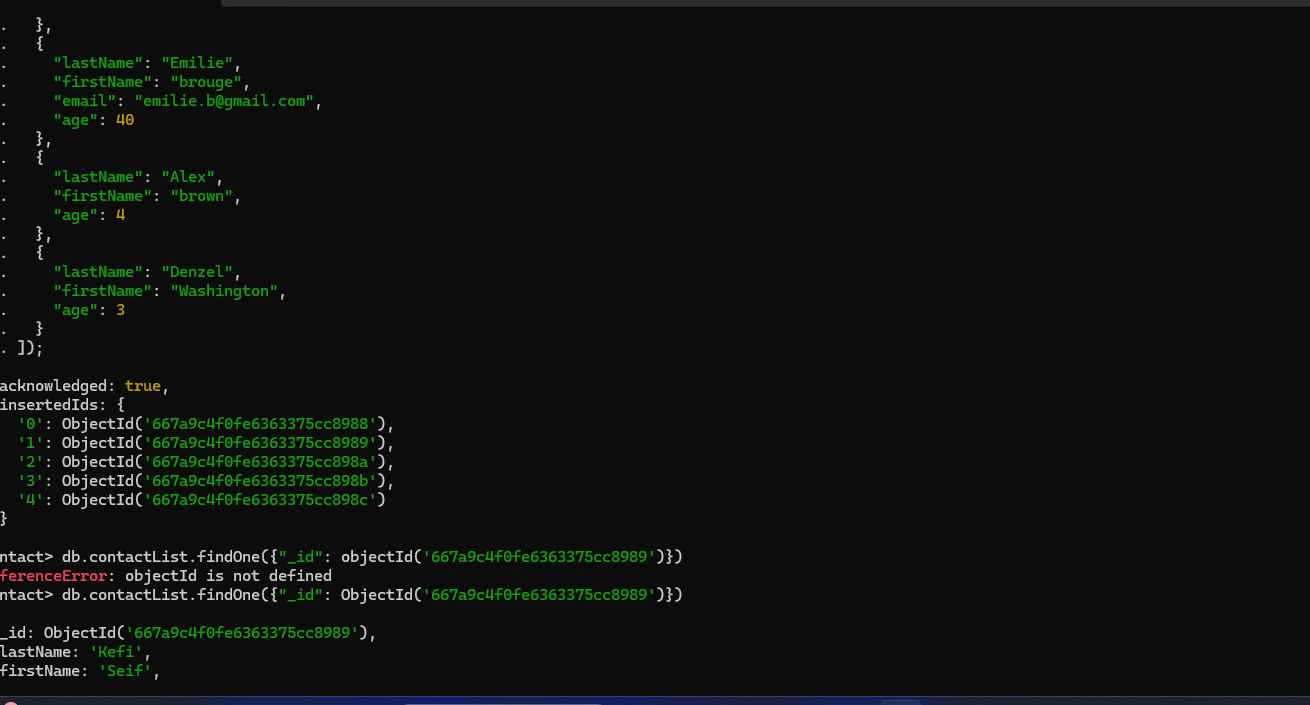 .   },
.   {
.     "lastName": "Emilie",
.     "firstName": "brouge",
.     "email": "emilie.b@gmail.com",
.     "age": 40
.   },
.   {
.     "lastName": "Alex",
.     "firstName": "brown",
.     "age": 4
.   },
.   {
.     "lastName": "Denzel",
.     "firstName": "Washington",
.     "age": 3
.   }
. ]);
acknowledged: true,
insertedIds: {
  '0': ObjectId('667a9c4f0fe6363375cc8988'),
  '1': ObjectId('667a9c4f0fe6363375cc8989'),
  '2': ObjectId('667a9c4f0fe6363375cc898a'),
  '3': ObjectId('667a9c4f0fe6363375cc898b'),
  '4': ObjectId('667a9c4f0fe6363375cc898c')
}
ntact> db.contactList.findOne({"_id": objectId('667a9c4f0fe6363375cc8989')})
ferenceError: objectId is not defined
ntact> db.contactList.findOne({"_id": ObjectId('667a9c4f0fe6363375cc8989')})
_id: ObjectId('667a9c4f0fe6363375cc8989'),
lastName: 'Kefi',
firstName: 'Seif',